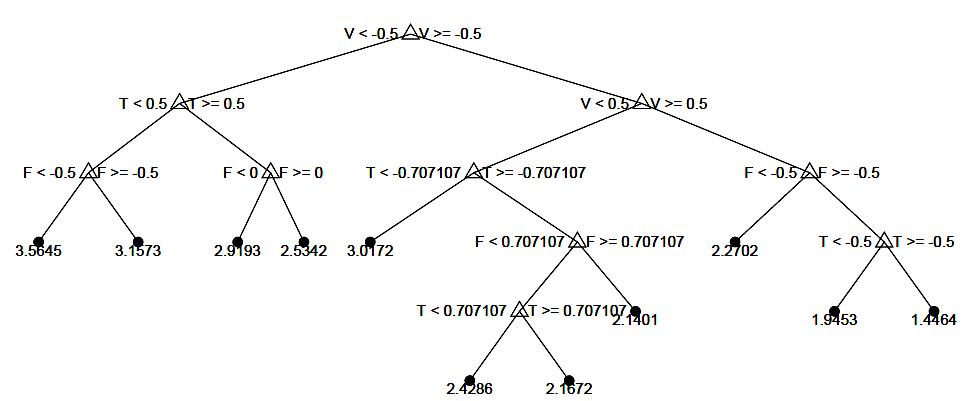 V < -0.5 V >= -0.5
T < 0.5 T >= 0.5 V < 0.5 V >= 0.5
F < -0.5 F >= -0.5 F < 0 F >= 0 T < -0.707107 T >= -0.707107 F < -0.5 F >= -0.5
3.5645 3.1573 2.9193 2.5342 3.0172 F < 0.707107 F >= 0.707107 2.2702 T < -0.5 T >= -0.5
T < 0.707107 T >= 0.707107 2.1401 1.9453 1.4464
2.4286 2.1672